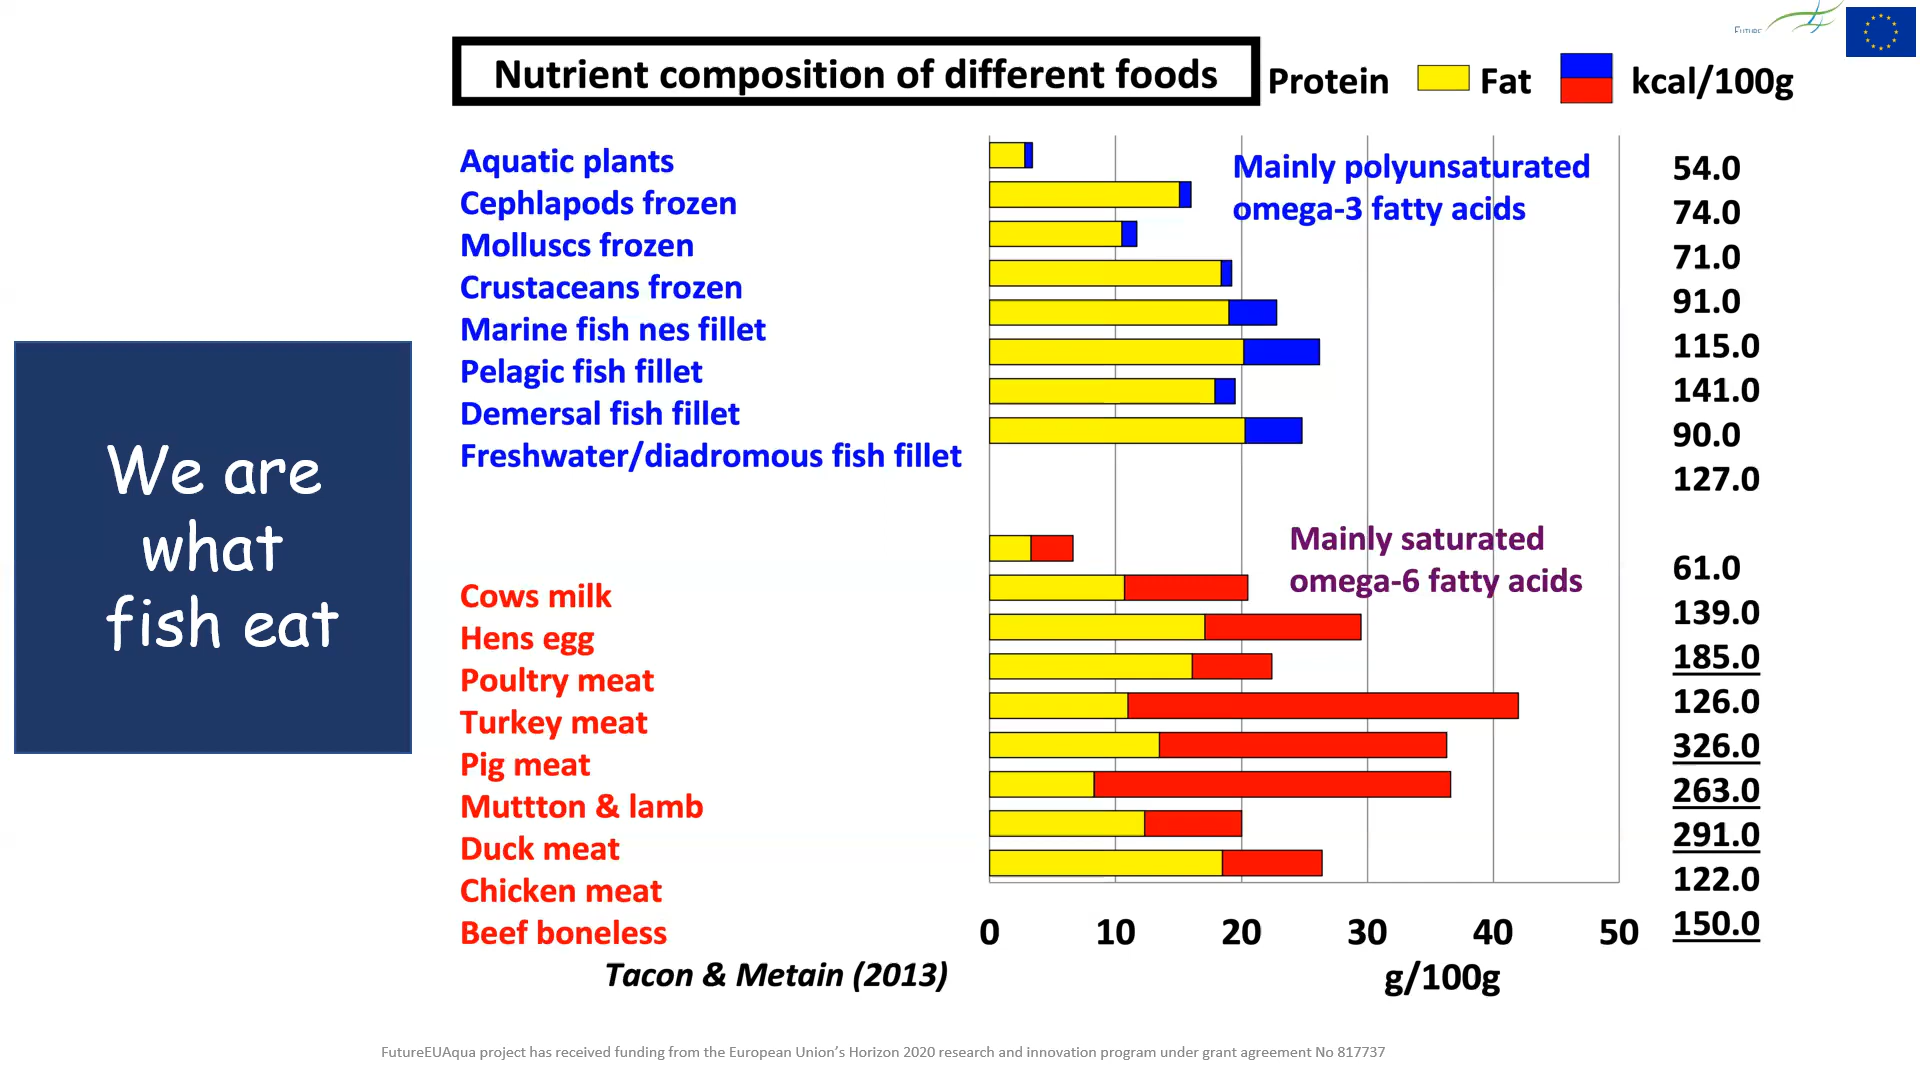 Future
Nutrient composition of different foods
Protein Fat kcal/100g
Aquatic plants
Cephlapods frozen
Molluscs frozen
Crustaceans frozen
Marine fish nes fillet
Pelagic fish fillet
Demersal fish fillet
Freshwater/diadromous fish fillet
Mainly polyunsaturated
omega-3 fatty acids
54.0
74.0
71.0
91.0
115.0
141.0
90.0
127.0
We are
what
fish eat
Cows milk
Hens egg
Poultry meat
Turkey meat
Pig meat
Muttton & lamb
Duck meat
Chicken meat
Beef boneless
Mainly saturated
omega-6 fatty acids
61.0
139.0
185.0
126.0
326.0
263.0
291.0
122.0
150.0
0 10 20 30 40 50
g/100g
Tacon & Metain (2013)
FutureEUAqua project has received funding from the European Union’s Horizon 2020 research and innovation program under grant agreement No 817737